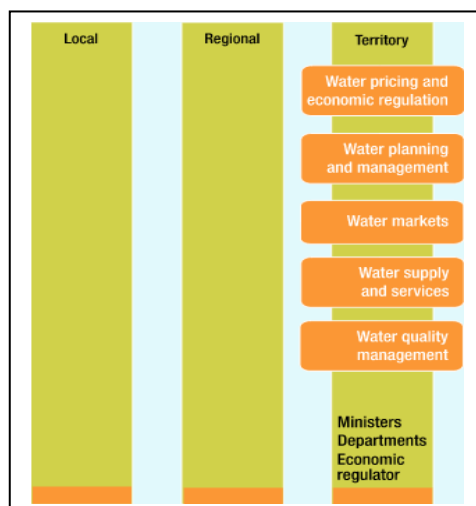 Local
Regional
Territory
Water pricing and
economic regulation
Water planning
and management
Water markets
Water supply
and services
Water quality
management
Ministers
Departments
Economic
regulator